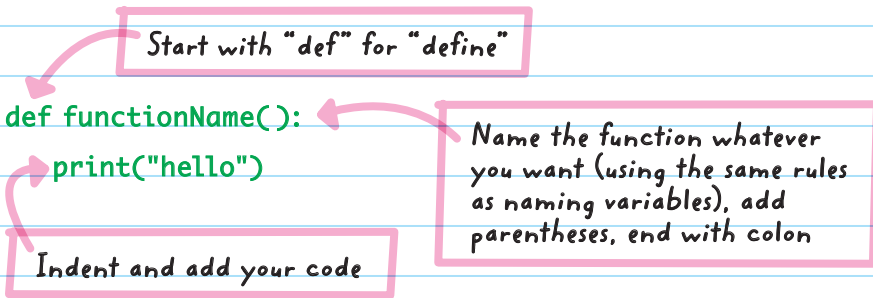 Start with “def” for “define”
def functionName():
print("hello")
Name the function whatever
you want (using the same rules
as naming variables), add
parentheses, end with colon
Indent and add your code